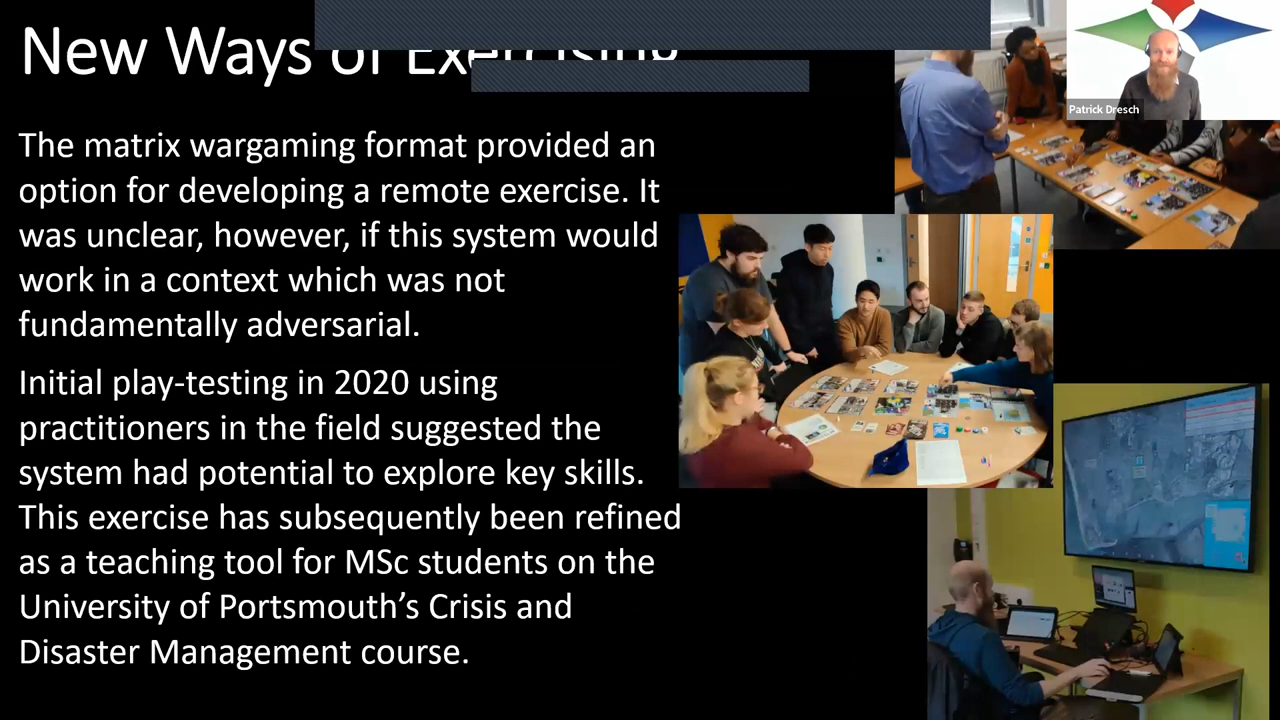 New Ways of Exercising
Patrick Dresch
The matrix wargaming format provided an
option for developing a remote exercise. It
was unclear, however, if this system would
work in a context which was not
fundamentally adversarial.
Initial play-testing in 2020 using
practitioners in the field suggested the
system had potential to explore key skills.
This exercise has subsequently been refined
as a teaching tool for MSc students on the
University of Portsmouth’s Crisis and
Disaster Management course.